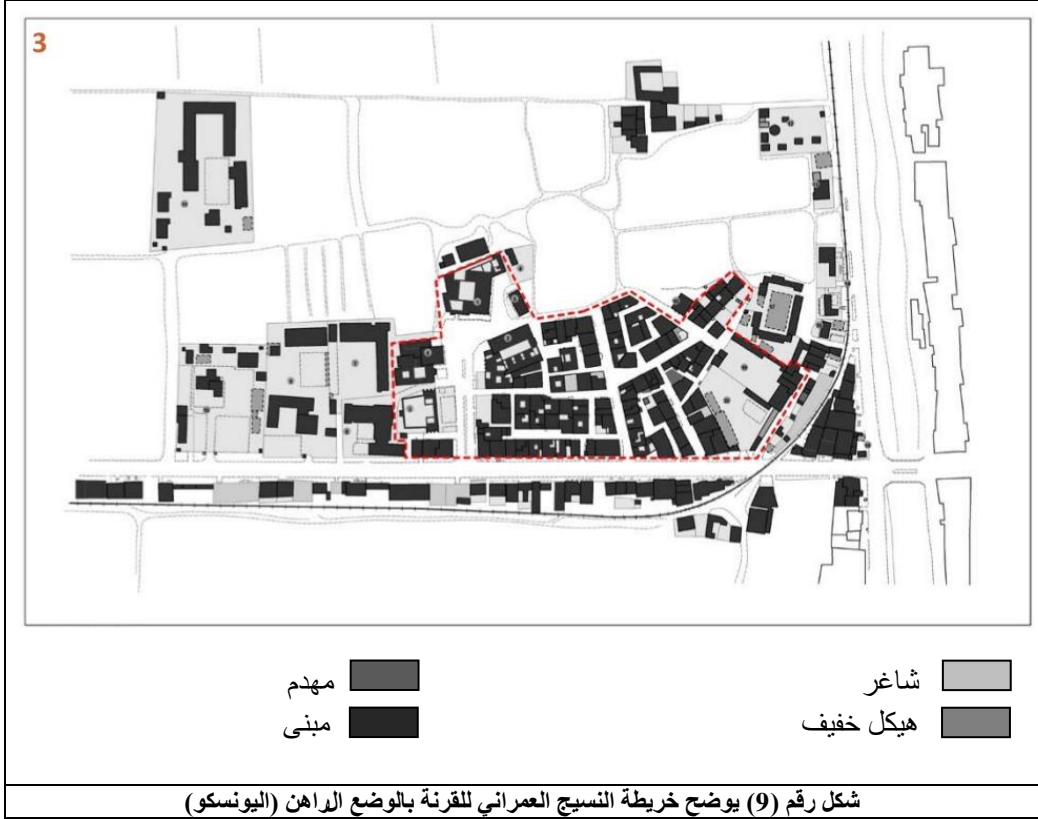 3
شاغر
مهدم
هيكل خفيف
مبنى
شكل رقم (9) يوضح خريطة النسيج العمراني للقرنة بالوضع الراهن (اليونسكو)